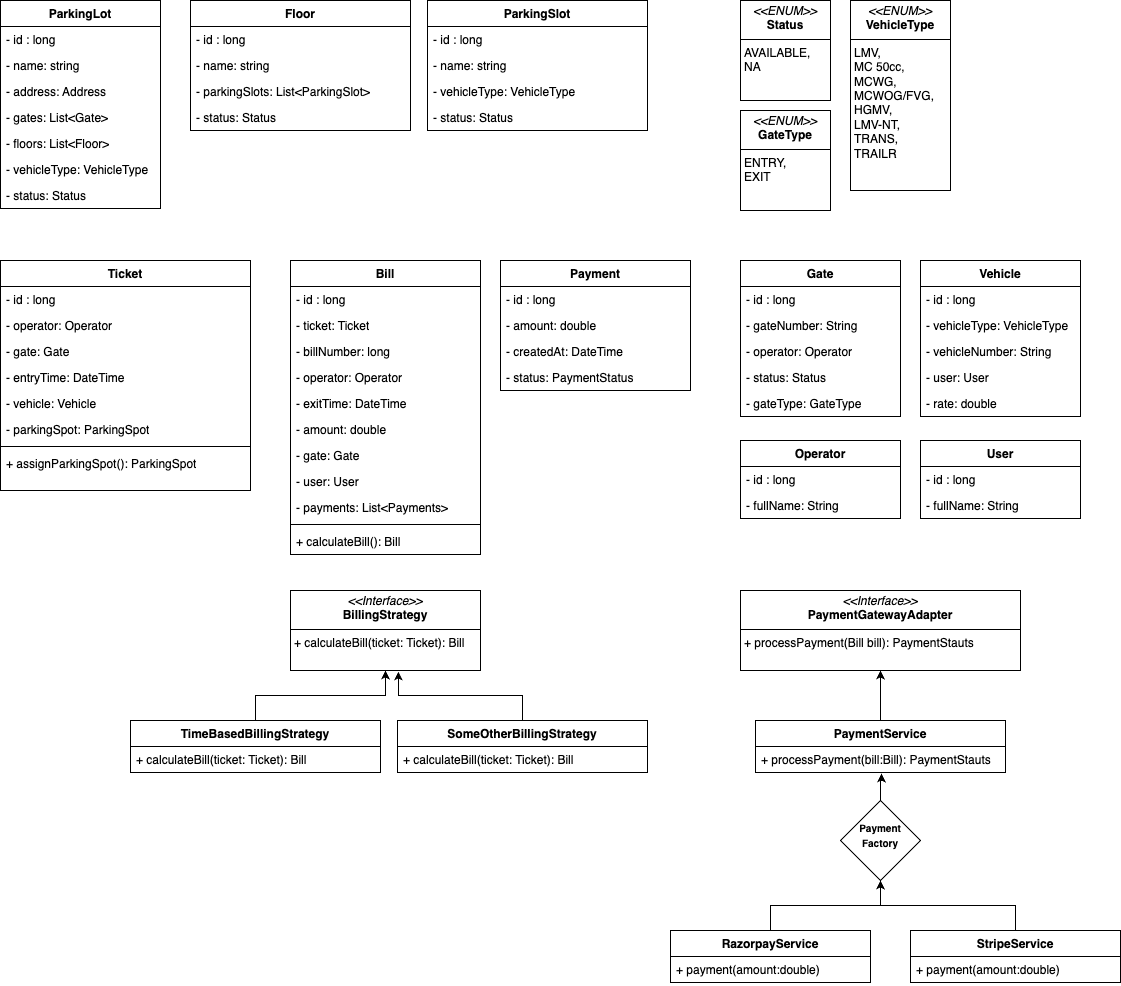 ParkingLot
- id : long
- name: string
- address: Address
- gates: List<Gate>
- floors: List<Floor>
- vehicleType: VehicleType
- status: Status
Floor
- id : long
- name: string
- parkingSlots: List<ParkingSlot>
- status: Status
ParkingSlot
- id : long
- name: string
- vehicleType: VehicleType
- status: Status
<<ENUM>>
Status
AVAILABLE,
NA
<<ENUM>>
GateType
ENTRY,
EXIT
<<ENUM>>
VehicleType
LMV,
MC 50cc,
MCWG,
MCWOG/FVG,
HGMV,
LMV-NT,
TRANS,
TRAILR
Ticket
- id : long
- operator: Operator
- gate: Gate
- entryTime: DateTime
- vehicle: Vehicle
- parkingSpot: ParkingSpot
+ assignParkingSpot(): ParkingSpot
Bill
- id : long
- ticket: Ticket
- billNumber: long
- operator: Operator
- exitTime: DateTime
- amount: double
- gate: Gate
- user: User
- payments: List<Payments>
+ calculateBill(): Bill
Payment
- id : long
- amount: double
- createdAt: DateTime
- status: PaymentStatus
Gate
- id : long
- gateNumber: String
- operator: Operator
- status: Status
- gateType: GateType
Vehicle
- id : long
- vehicleType: VehicleType
- vehicleNumber: String
- user: User
- rate: double
Operator
- id : long
- fullName: String
User
- id : long
- fullName: String
<<Interface>>
BillingStrategy
+ calculateBill(ticket: Ticket): Bill
TimeBasedBillingStrategy
+ calculateBill(ticket: Ticket): Bill
SomeOtherBillingStrategy
+ calculateBill(ticket: Ticket): Bill
<<Interface>>
PaymentGatewayAdapter
+ processPayment(Bill bill): PaymentStauts
PaymentService
+ processPayment(bill:Bill): PaymentStauts
Payment
Factory
RazorpayService
+ payment(amount:double)
StripeService
+ payment(amount:double)